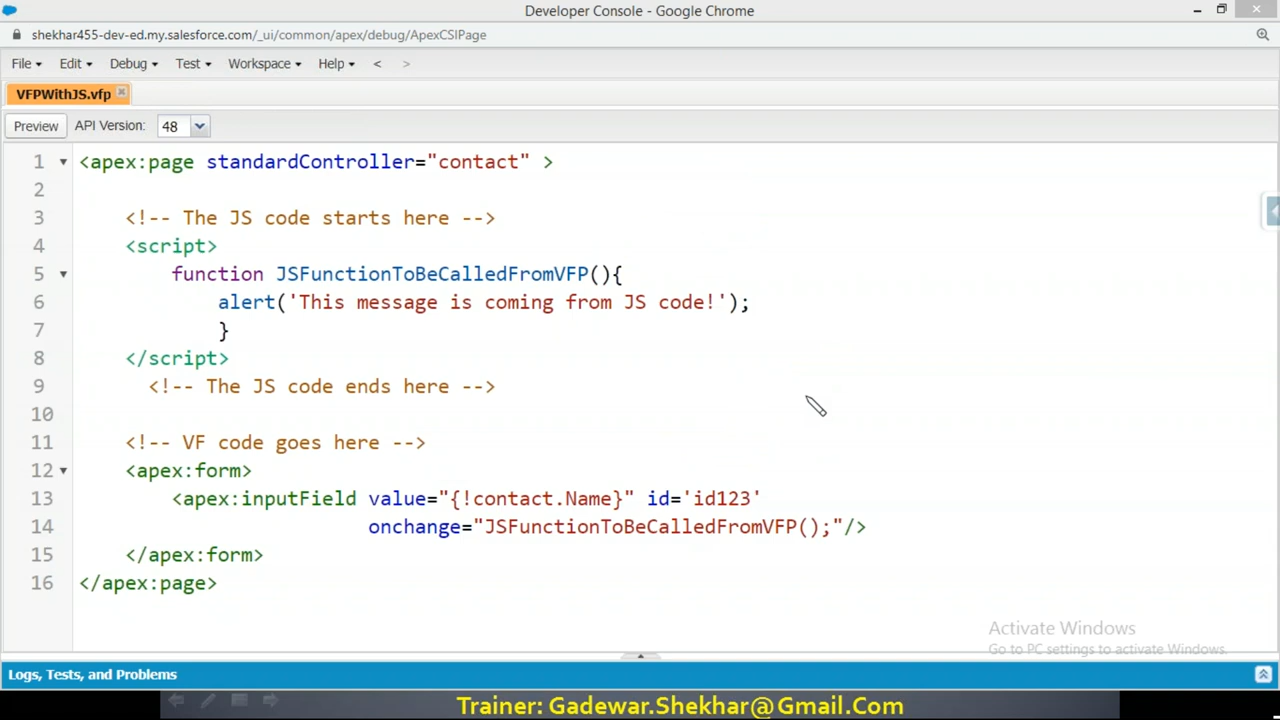 Developer Console - Google Chrome
shekhar455-dev-ed.my.salesforce.com/_ui/common/apex/debug/ApexCSIPage
File Edit Debug Test Workspace Help < >
VFPWithJS.vfp
Preview API Version: 48
1 <apex:page standardController="contact" >
2
3 <!-- The JS code starts here -->
4 <script>
5 function JSFunctionToBeCalledFromVFP(){
6 alert('This message is coming from JS code!');
7 }
8 </script>
9 <!-- The JS code ends here -->
10
11 <!-- VF code goes here -->
12 <apex:form>
13 <apex:inputField value="{!contact.Name}" id='id123'
14 onchange="JSFunctionToBeCalledFromVFP();"/>
15 </apex:form>
16 </apex:page>
Activate Windows
Go to PC settings to activate Windows.
Logs, Tests, and Problems
Trainer: Gadewar.Shekhar@Gmail.Com